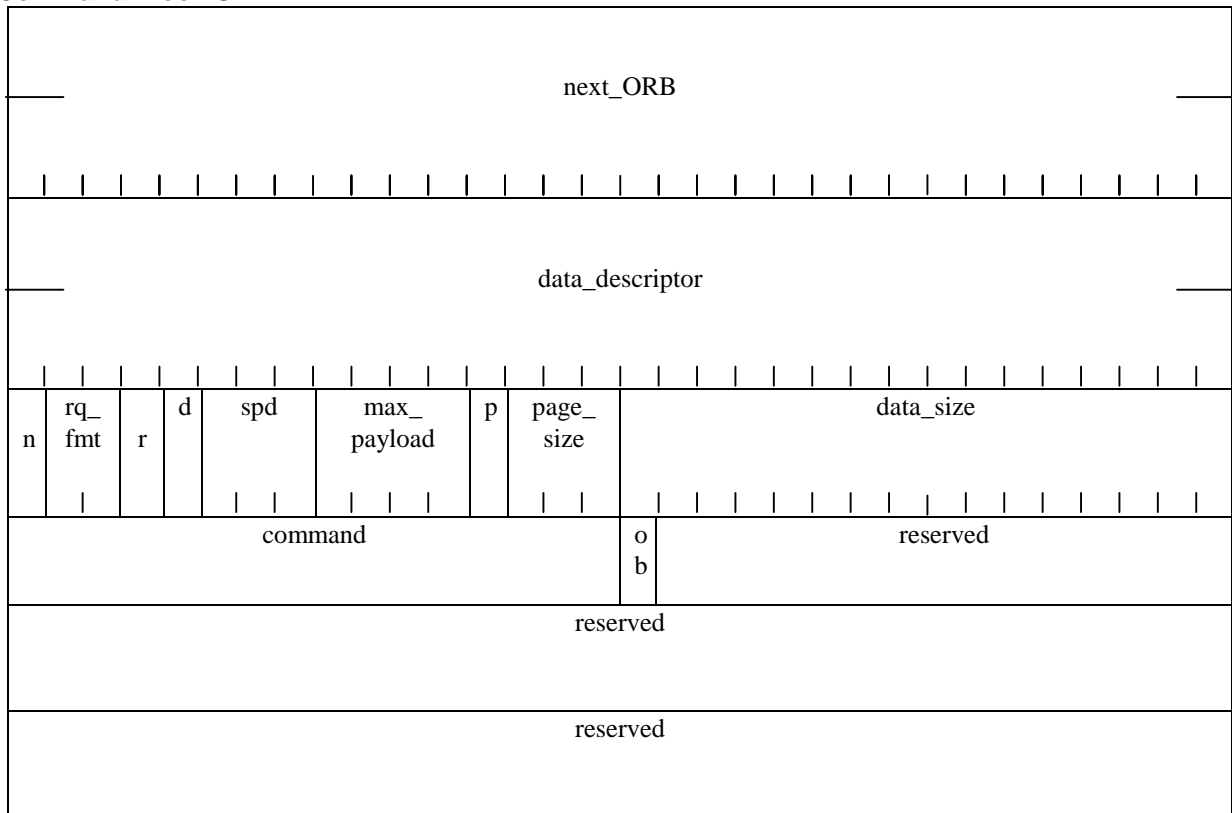 next_ORB
data_descriptor
rq_ d spd max_ p page_ data_size
n fmt r payload size
command o reserved
b
reserved
reserved